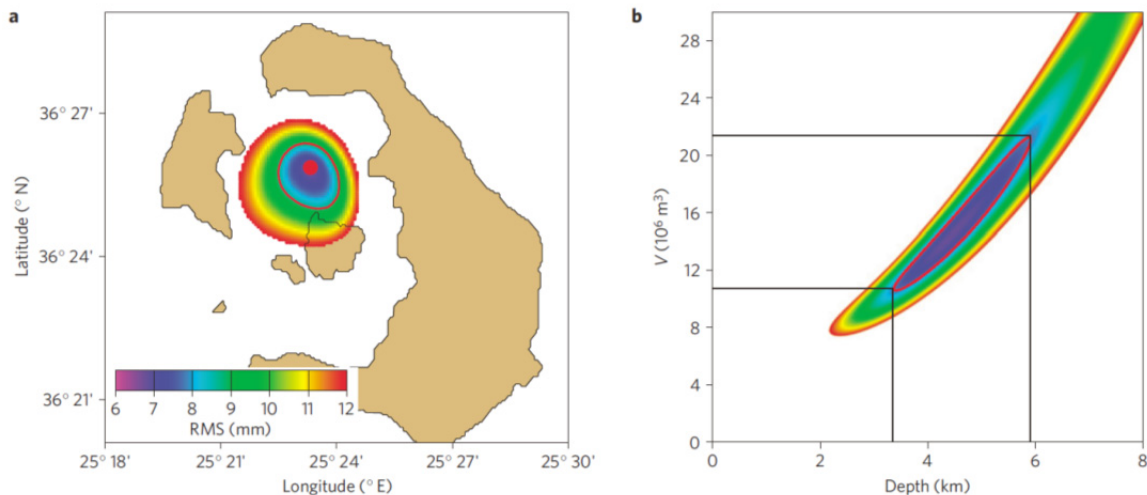 a
36° 27'
36° 24'
36° 21'
Latitude (° N)
6 7 8 9 10 11 12
RMS (mm)
25° 18' 25° 21' 25° 24' 25° 27' 25° 30'
Longitude (° E)
b
28
24
20
16
12
8
4
0
V (10⁶ m³)
0 2 4 6 8
Depth (km)